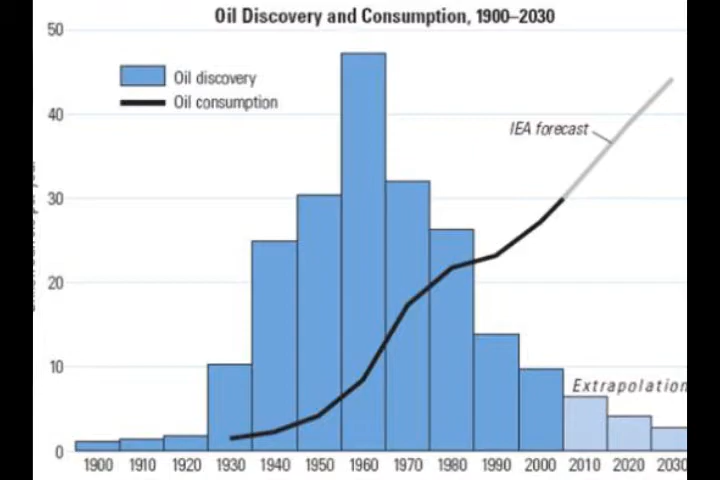 Oil Discovery and Consumption, 1900–2030
50
Oil discovery
Oil consumption
40
IEA forecast
30
20
10
Extrapolation
0
1900 1910 1920 1930 1940 1950 1960 1970 1980 1990 2000 2010 2020 2030